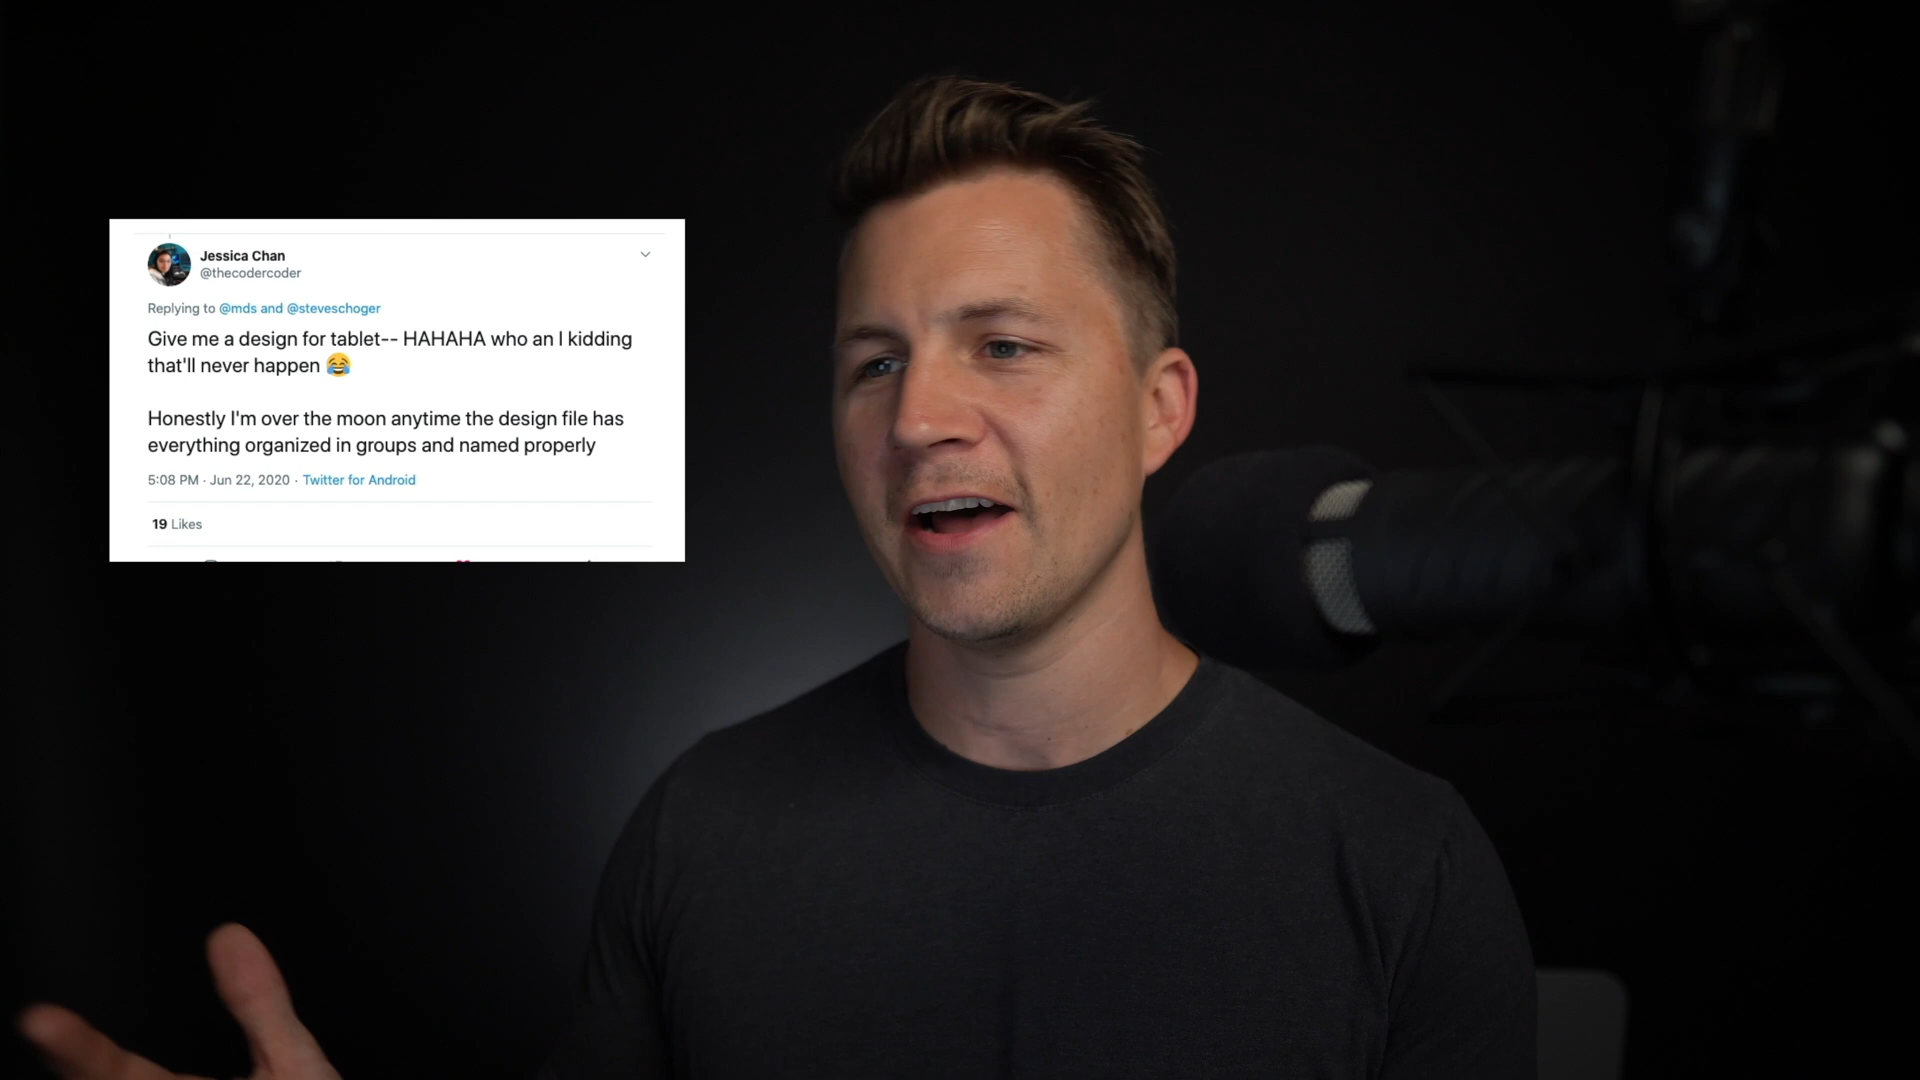 Jessica Chan
@thecodercoder
Replying to @mds and @steveschoger
Give me a design for tablet-- HAHAHA who an I kidding
that'll never happen 😂
Honestly I'm over the moon anytime the design file has
everything organized in groups and named properly
5:08 PM · Jun 22, 2020 · Twitter for Android
19 Likes